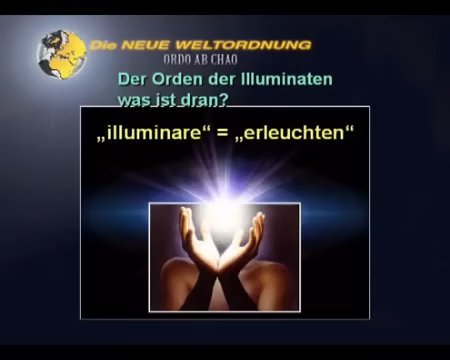 Die NEUE WELTORDNUNG
ORDO AB CHAO
Der Orden der Illuminaten
was ist dran?
„illuminare“ = „erleuchten“